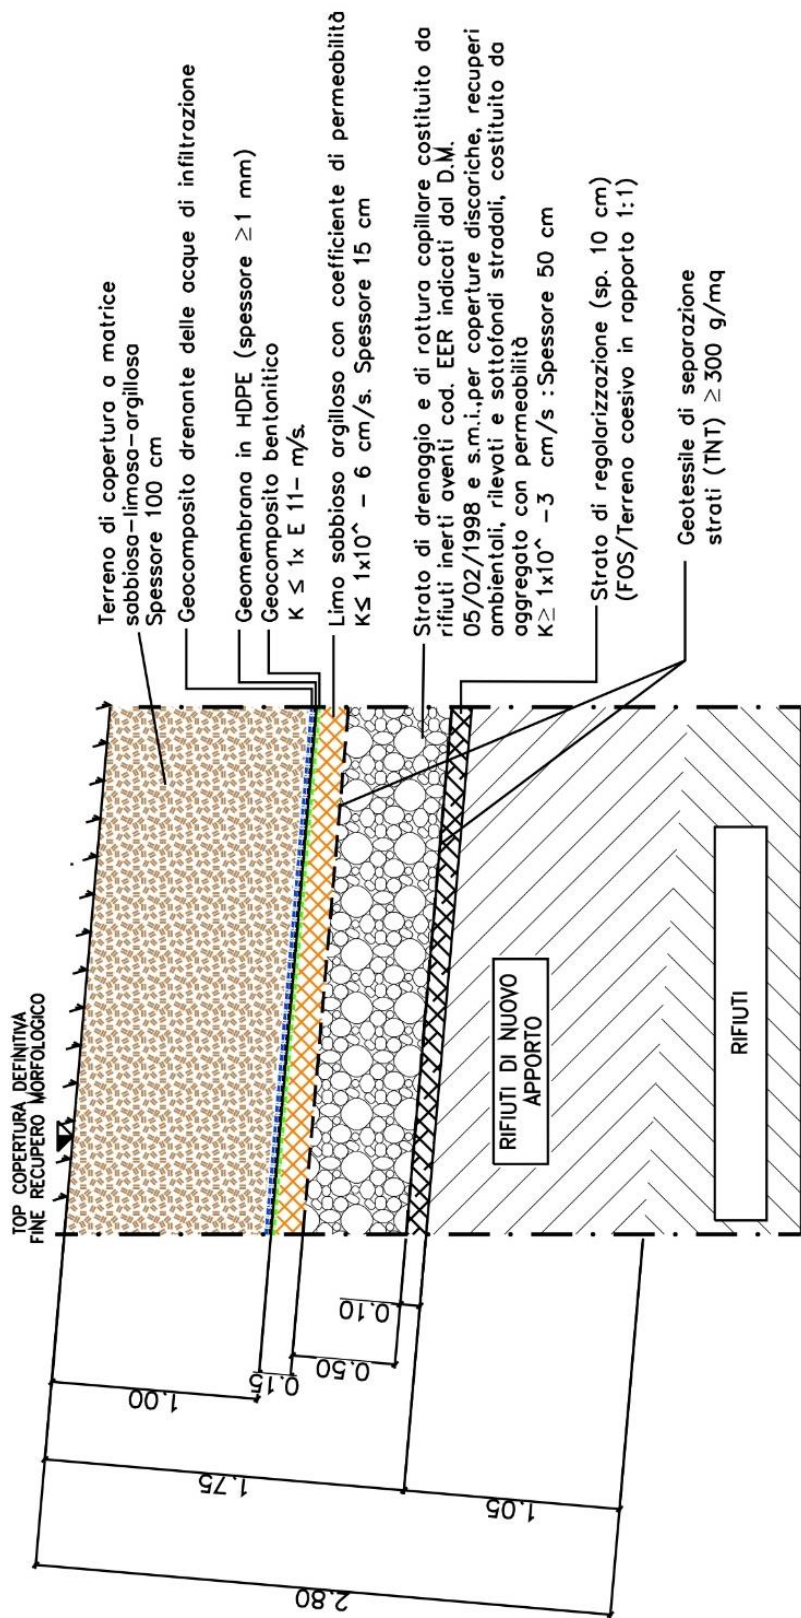 TOP COPERTURA DEFINITIVA
FINE RECUPERO MORFOLOGICO
Terreno di copertura a matrice
sabbiosa-limosa-argillosa
Spessore 100 cm
Geocomposito drenante delle acque di infiltrazione
Geomembrana in HDPE (spessore ≥1 mm)
Geocomposito bentonitico
K ≤ 1x E 11- m/s.
Limo sabbioso argilloso con coefficiente di permeabilità
K≤ 1x10^ - 6 cm/s. Spessore 15 cm
Strato di drenaggio e di rottura capillare costituito da
rifiuti inerti aventi cod. EER indicati dal D.M.
05/02/1998 e s.m.i.,per coperture discariche, recuperi
ambientali, rilevati e sottofondi stradali, costituito da
aggregato con permeabilità
K≥ 1x10^ -3 cm/s :Spessore 50 cm
Strato di regolarizzazione (sp. 10 cm)
(FOS/Terreno coesivo in rapporto 1:1)
Geotessile di separazione
strati (TNT) ≥300 g/mq
RIFIUTI DI NUOVO
APPORTO
RIFIUTI
1.00
0.15
0.50
0.10
1.75
1.05
2.80